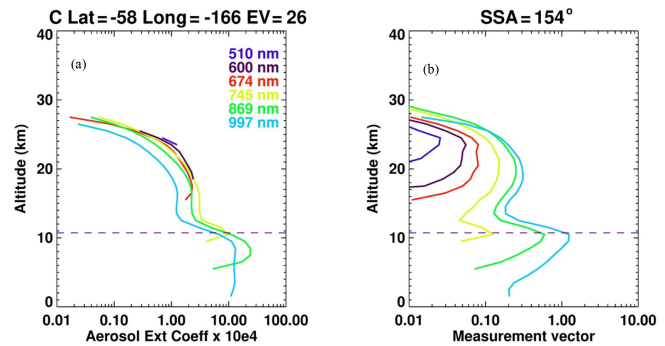 C Lat = -58 Long = -166 EV = 26
SSA = 154°
(a)
510 nm
600 nm
674 nm
745 nm
869 nm
997 nm
40
30
20
10
0
Altitude (km)
0.01
0.10
1.00
10.00
100.00
Aerosol Ext Coeff x 10e4
(b)
40
30
20
10
0
Altitude (km)
0.01
0.10
1.00
10.00
Measurement vector